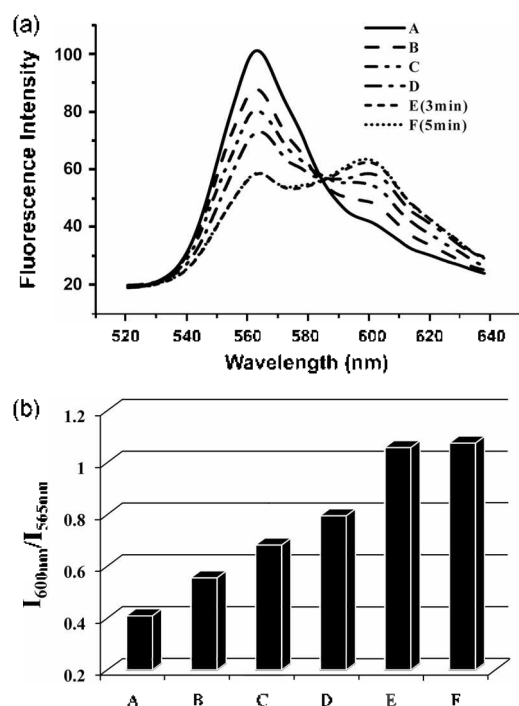 (a)
A
B
C
D
E(3min)
F(5min)
Fluorescence Intensity
100
80
60
40
20
520 540 560 580 600 620 640
Wavelength (nm)
(b)
I600nm/I565nm
1.2
1
0.8
0.6
0.4
0.2
A B C D E F